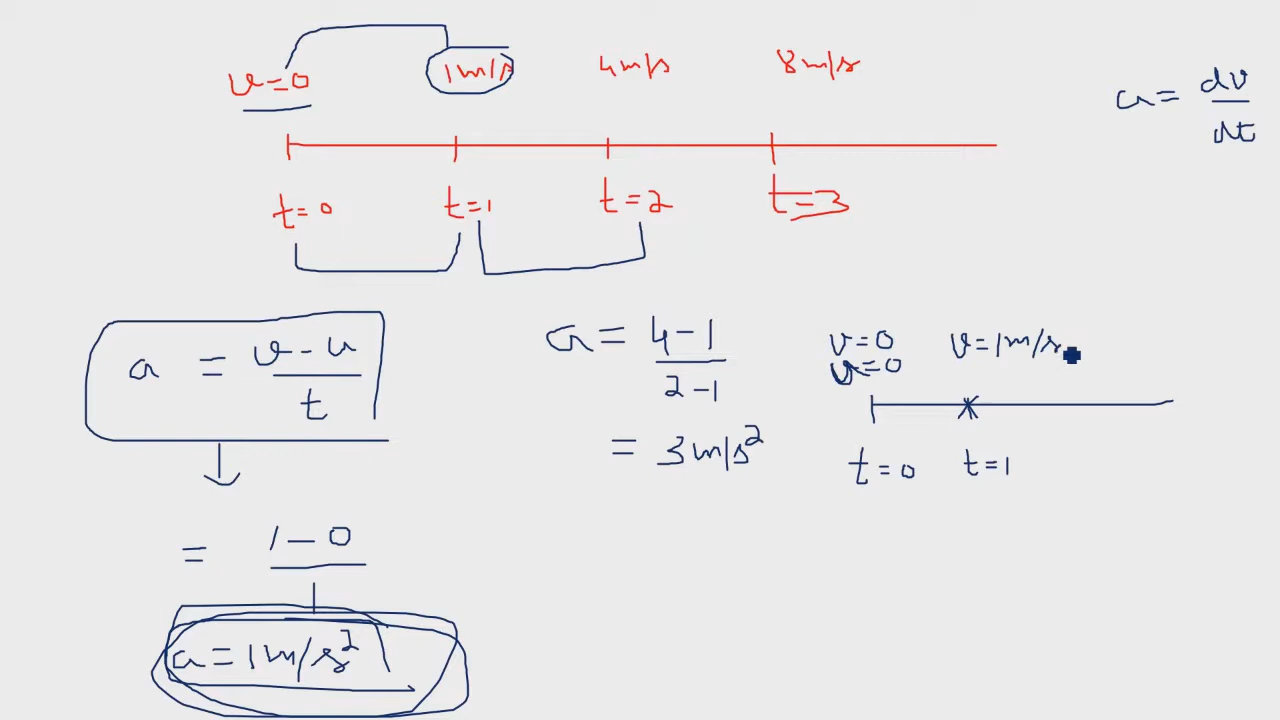 v=0 1m/s 4m/s 8m/s
a= dv/dt
t=0 t=1 t=2 t=3
a = v-u/t
a= 4-1/2-1
= 3m/s²
v=0 v=1m/s
u=0
t=0 t=1
= 1-0/1
a=1m/s²